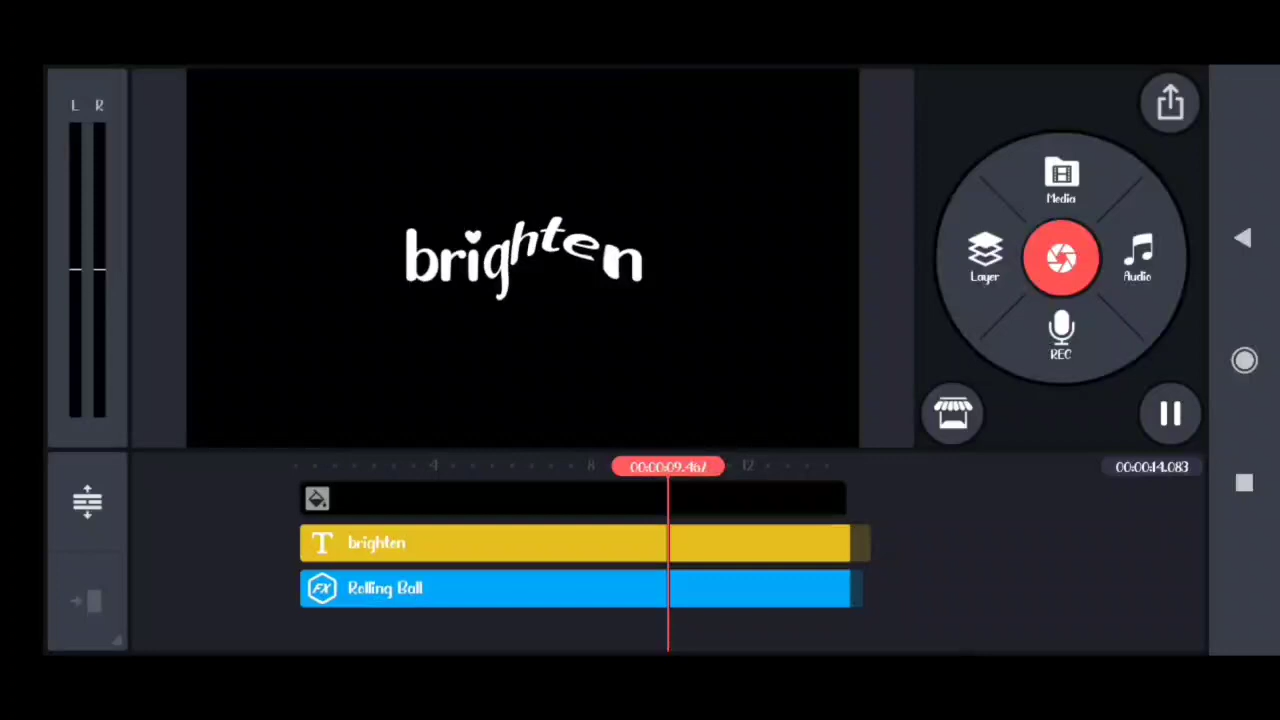 L R
Media
brighten
Layer
Audio
REC
4 8 00:00:09.467 12 00:00:14.083
T brighten
FX Rolling Ball